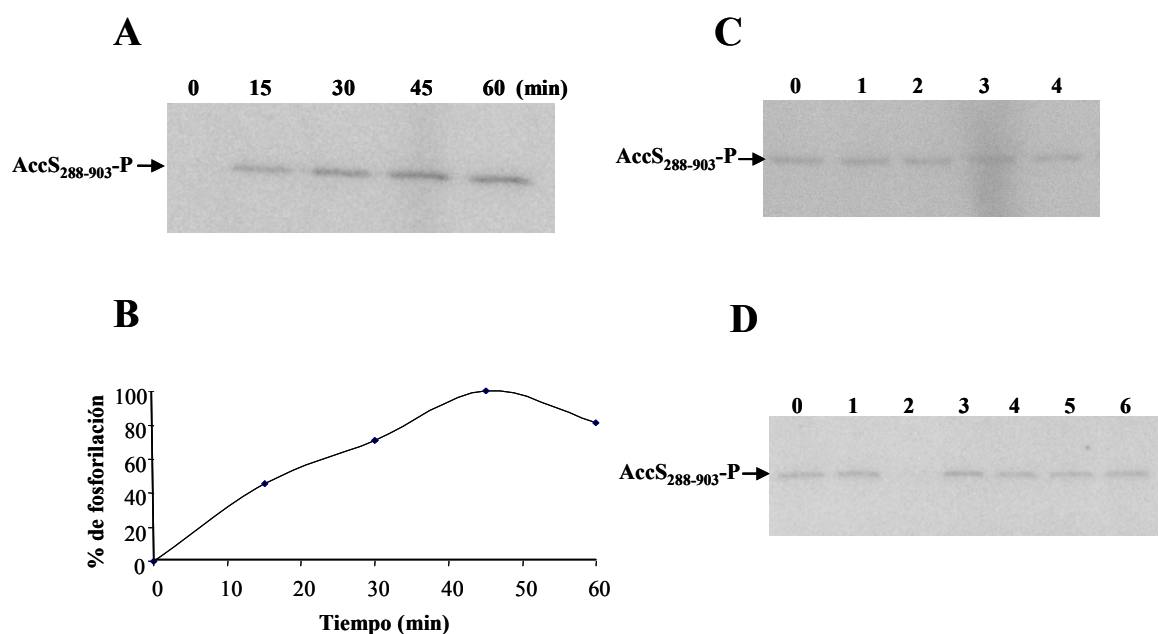 A
0 15 30 45 60 (min)
AccS288-903-P
B
100
80
60
40
20
0
% de fosforilación
0 10 20 30 40 50 60
Tiempo (min)
C
0 1 2 3 4
AccS288-903-P
D
0 1 2 3 4 5 6
AccS288-903-P